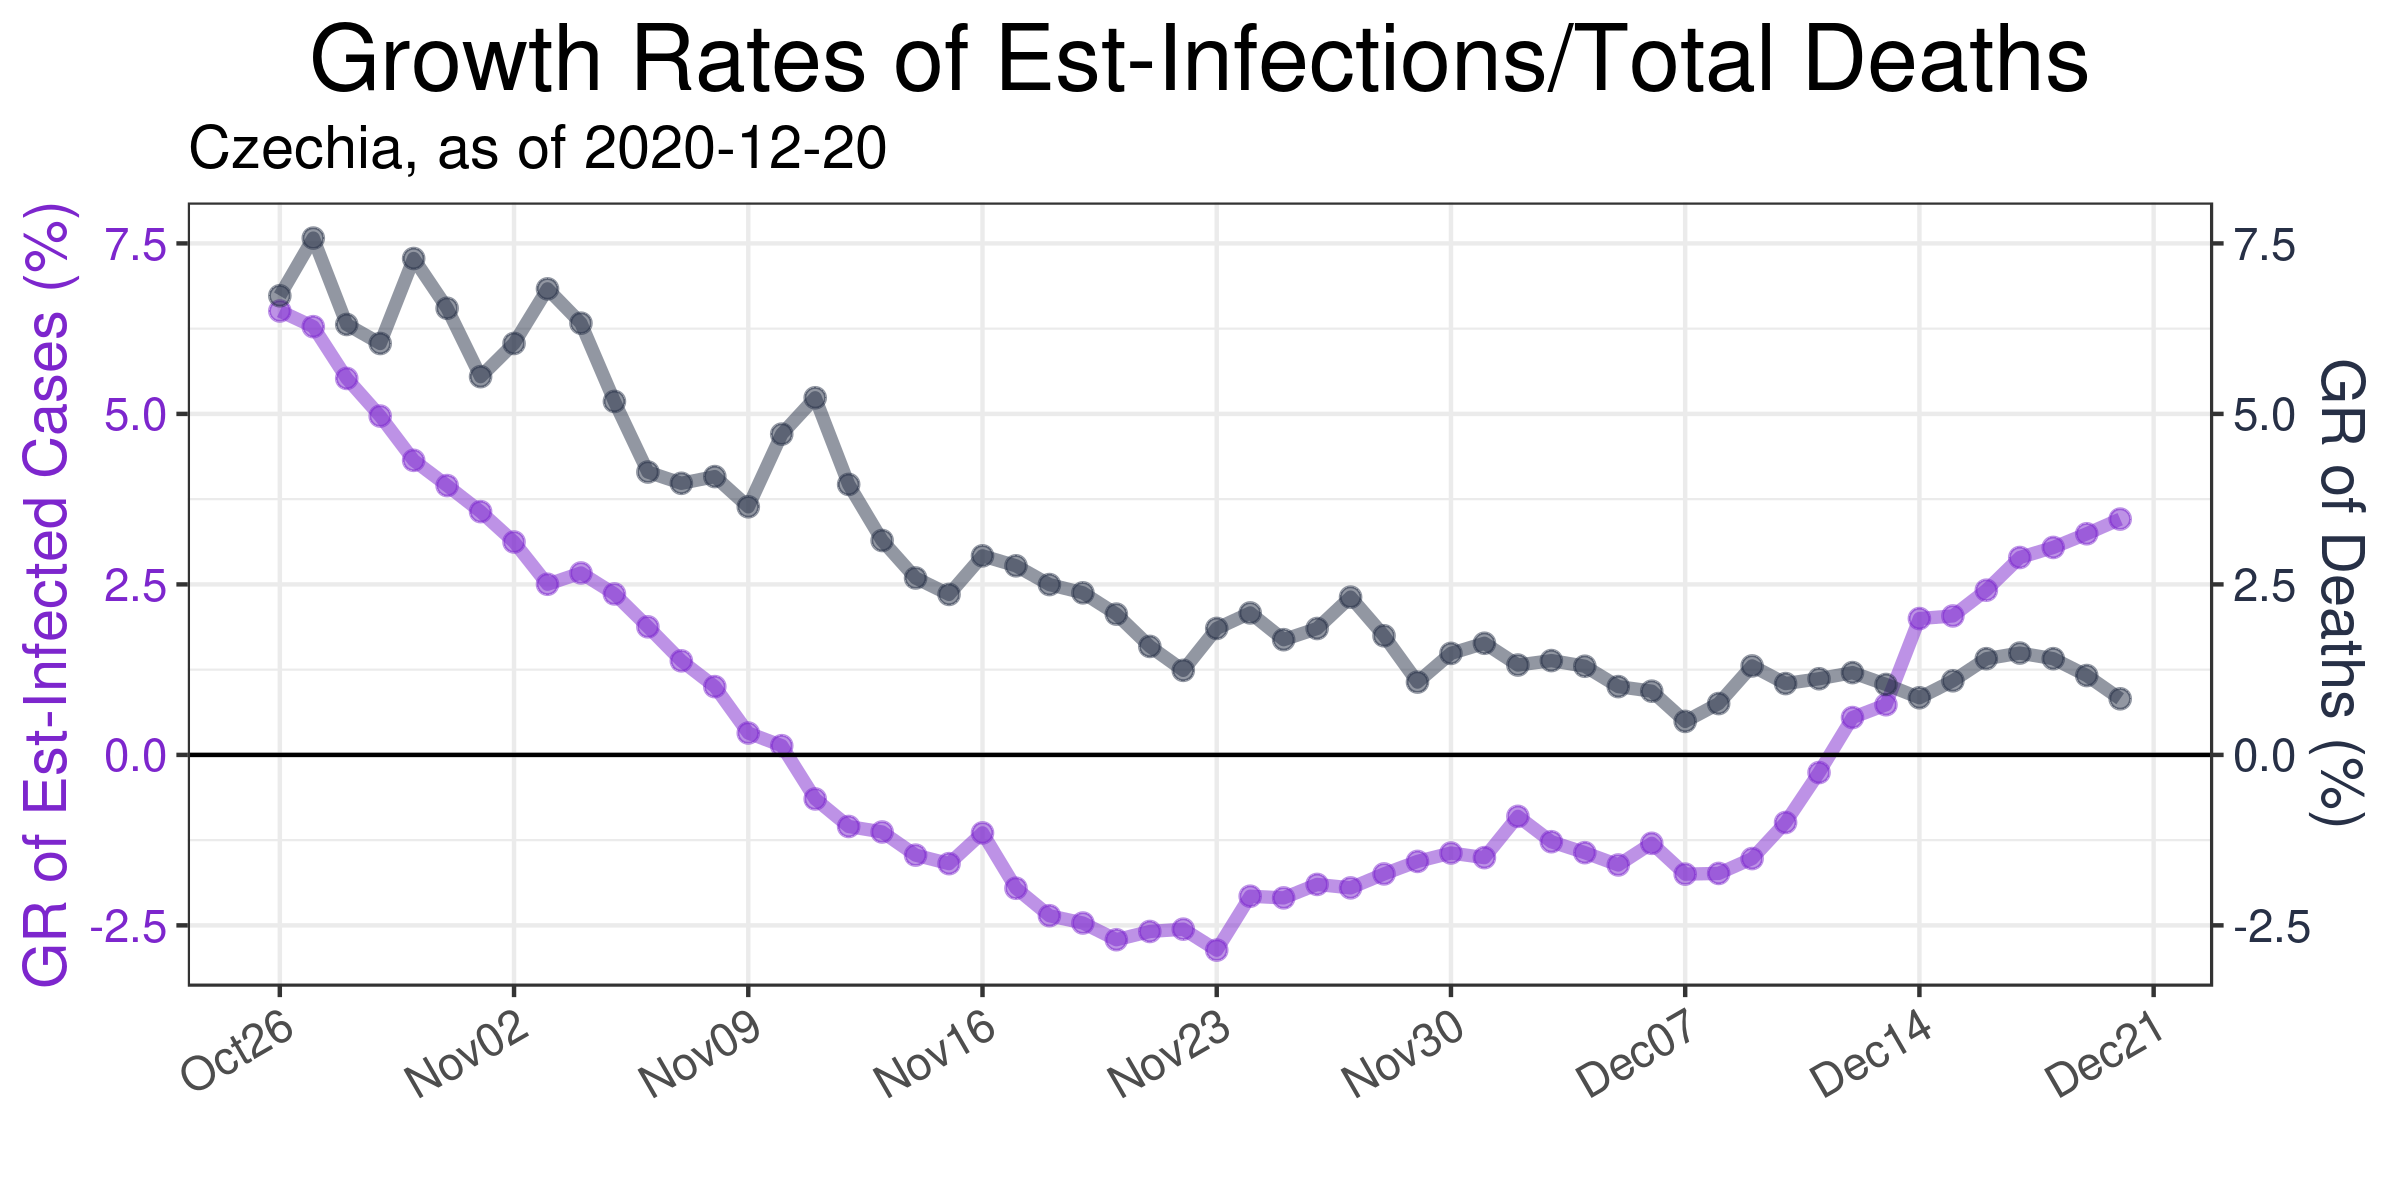 Growth Rates of Est-Infections/Total Deaths
Czechia, as of 2020-12-20
GR of Est-Infected Cases (%)
7.5
5.0
2.5
0.0
-2.5
7.5
5.0
2.5
0.0
-2.5
GR of Deaths (%)
Oct26
Nov02
Nov09
Nov16
Nov23
Nov30
Dec07
Dec14
Dec21